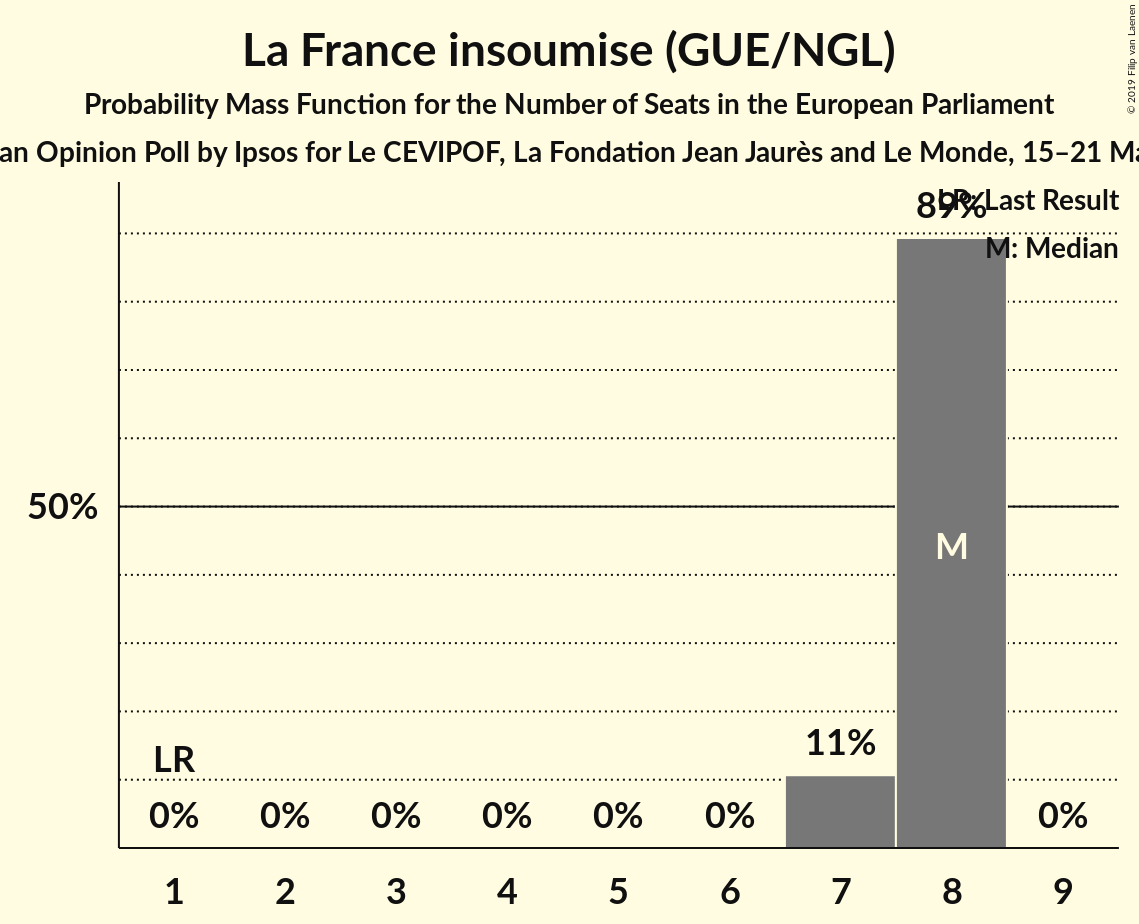 La France insoumise (GUE/NGL)
Probability Mass Function for the Number of Seats in the European Parliament
an Opinion Poll by Ipsos for Le CEVIPOF, La Fondation Jean Jaurès and Le Monde, 15–21 Ma
© 2019 Filip van Laenen
LR: Last Result
M: Median
89%
50%
M
11%
LR
0% 0% 0% 0% 0% 0% 0%
1 2 3 4 5 6 7 8 9